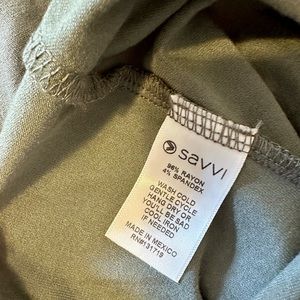 savvi
96% RAYON
4% SPANDEX
WASH COLD
GENTLE CYCLE
HANG DRY OR
YOU'LL BE SAD
COOL IRON
IF NEEDED
MADE IN MEXICO
RN#131719